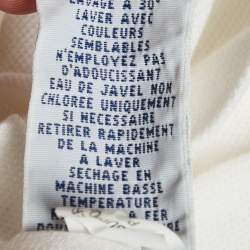 LAVAGE A 30°
LAVER AVEC
COULEURS
SEMBLABLES
N'EMPLOYEZ PAS
D'ADOUCISSANT
EAU DE JAVEL NON
CHLOREE UNIQUEMENT
SI NECESSAIRE
RETIRER RAPIDEMENT
DE LA MACHINE
A LAVER
SECHAGE EN
MACHINE BASSE
TEMPERATURE
A FER